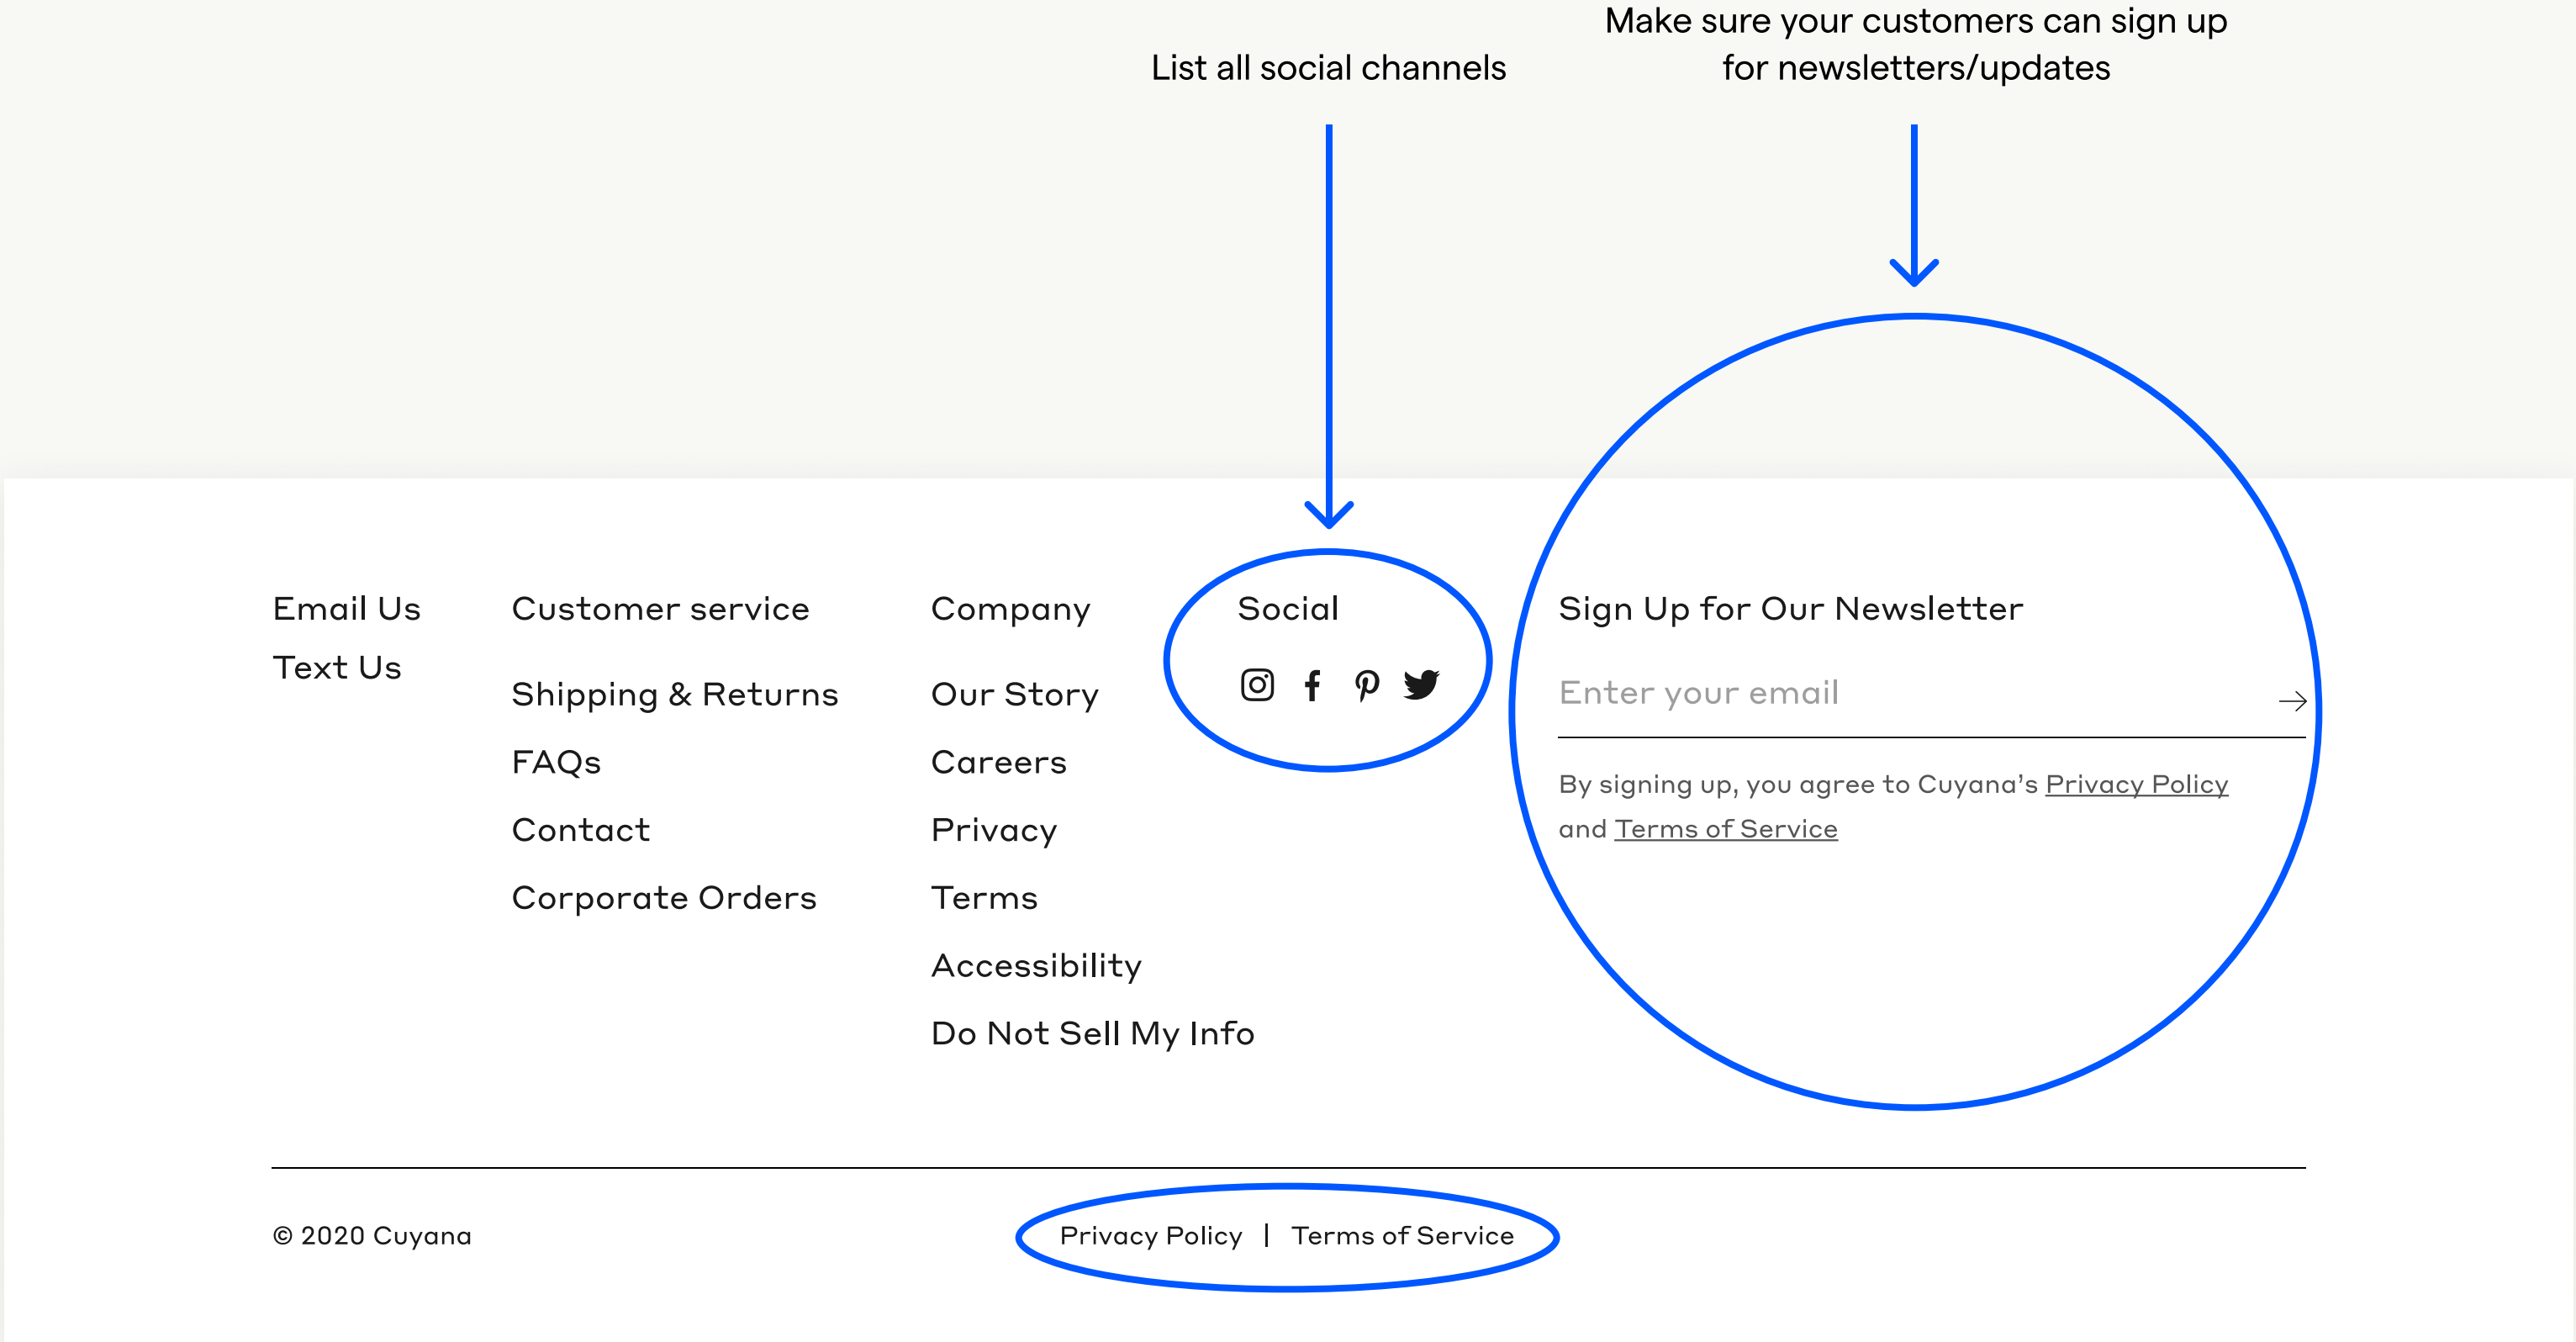 Make sure your customers can sign up
for newsletters/updates
List all social channels
Email Us
Text Us
Customer service
Shipping & Returns
FAQs
Contact
Corporate Orders
Company
Our Story
Careers
Privacy
Terms
Accessibility
Do Not Sell My Info
Social
Sign Up for Our Newsletter
Enter your email
By signing up, you agree to Cuyana’s Privacy Policy
and Terms of Service
© 2020 Cuyana
Privacy Policy | Terms of Service